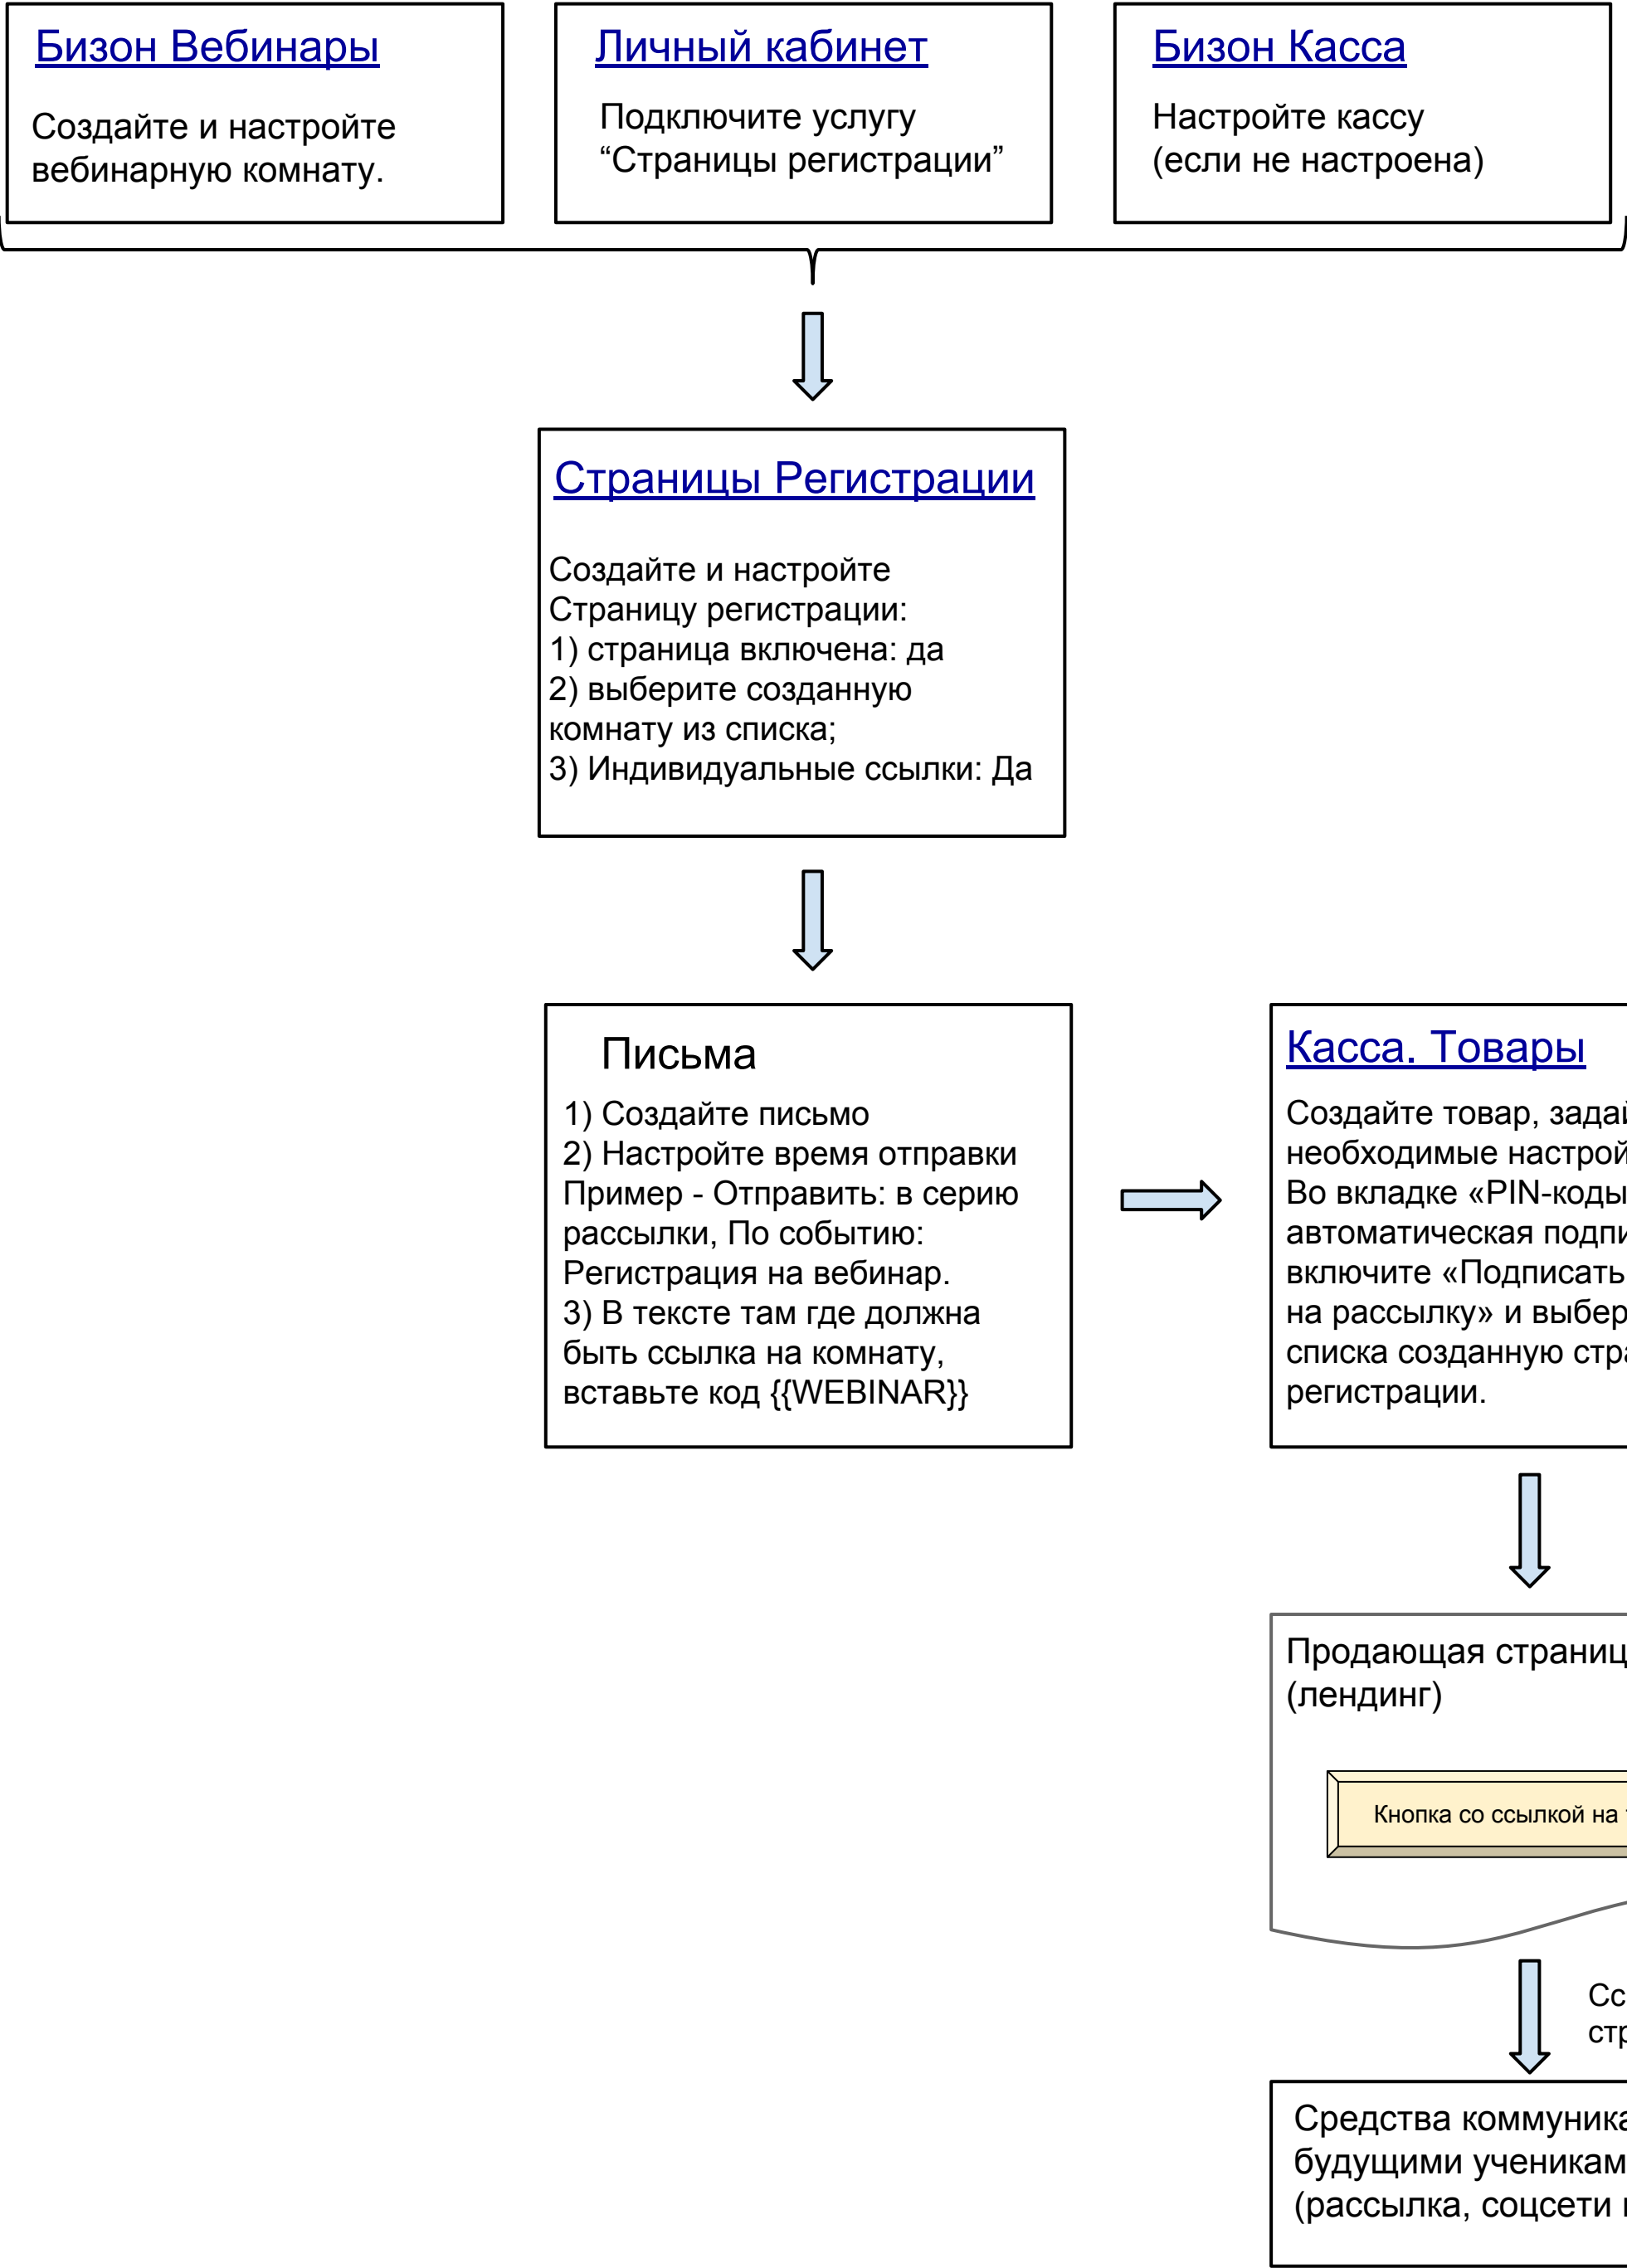 Бизон Вебинары
Создайте и настройте
вебинарную комнату.
Личный кабинет
Подключите услугу
“Страницы регистрации”
Бизон Касса
Настройте кассу
(если не настроена)
Страницы Регистрации
Создайте и настройте
Страницу регистрации:
1) страница включена: да
2) выберите созданную
комнату из списка;
3) Индивидуальные ссылки: Да
Письма
1) Создайте письмо
2) Настройте время отправки
Пример - Отправить: в серию
рассылки, По событию:
Регистрация на вебинар.
3) В тексте там где должна
быть ссылка на комнату,
вставьте код {{WEBINAR}}
Касса. Товары
Создайте товар,
необходимые
Во вкладке «PIN-коды
автоматическая
включите «Подписать
на рассылку» и
списка созданную
регистрации.
Продающая
(лендинг)
Кнопка со ссылкой на
Средства
будущими
(рассылка, соцсети